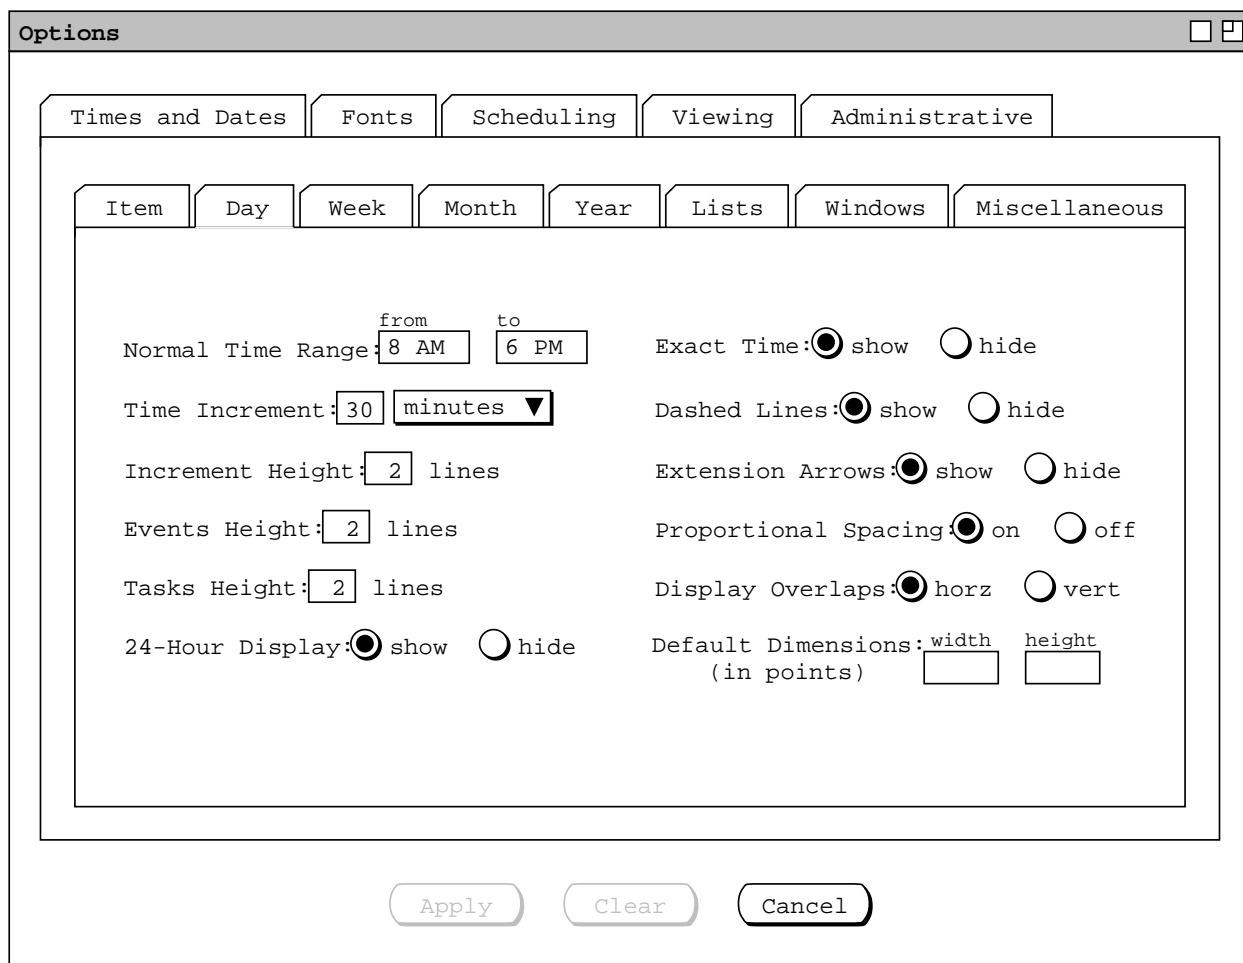 Options
Times and Dates Fonts Scheduling Viewing Administrative
Item Day Week Month Year Lists Windows Miscellaneous
from to
Normal Time Range: 8 AM 6 PM
Time Increment: 30 minutes
Increment Height: 2 lines
Events Height: 2 lines
Tasks Height: 2 lines
24-Hour Display: show hide
Exact Time: show hide
Dashed Lines: show hide
Extension Arrows: show hide
Proportional Spacing: on off
Display Overlaps: horz vert
Default Dimensions: width height
(in points)
Apply Clear Cancel